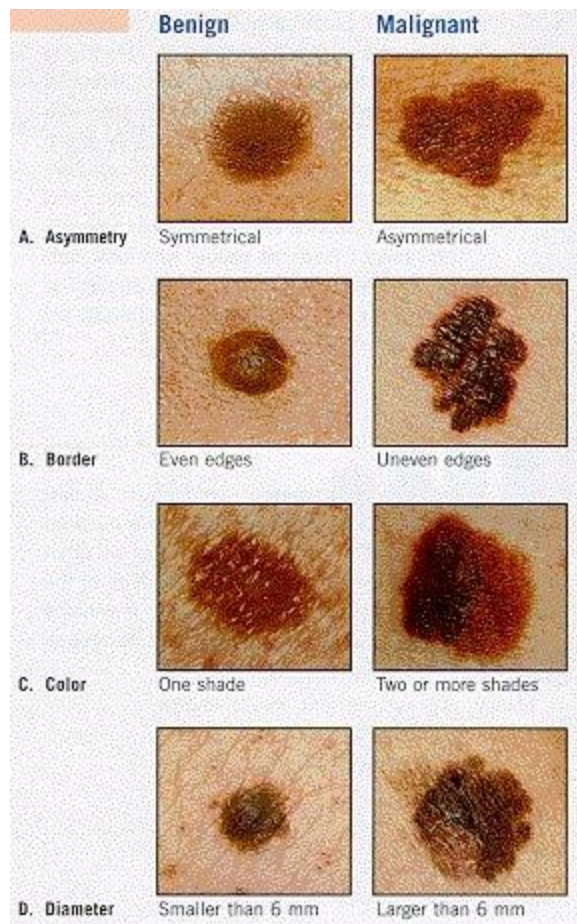 Benign Malignant
A. Asymmetry Symmetrical Asymmetrical
B. Border Even edges Uneven edges
C. Color One shade Two or more shades
D. Diameter Smaller than 6 mm Larger than 6 mm